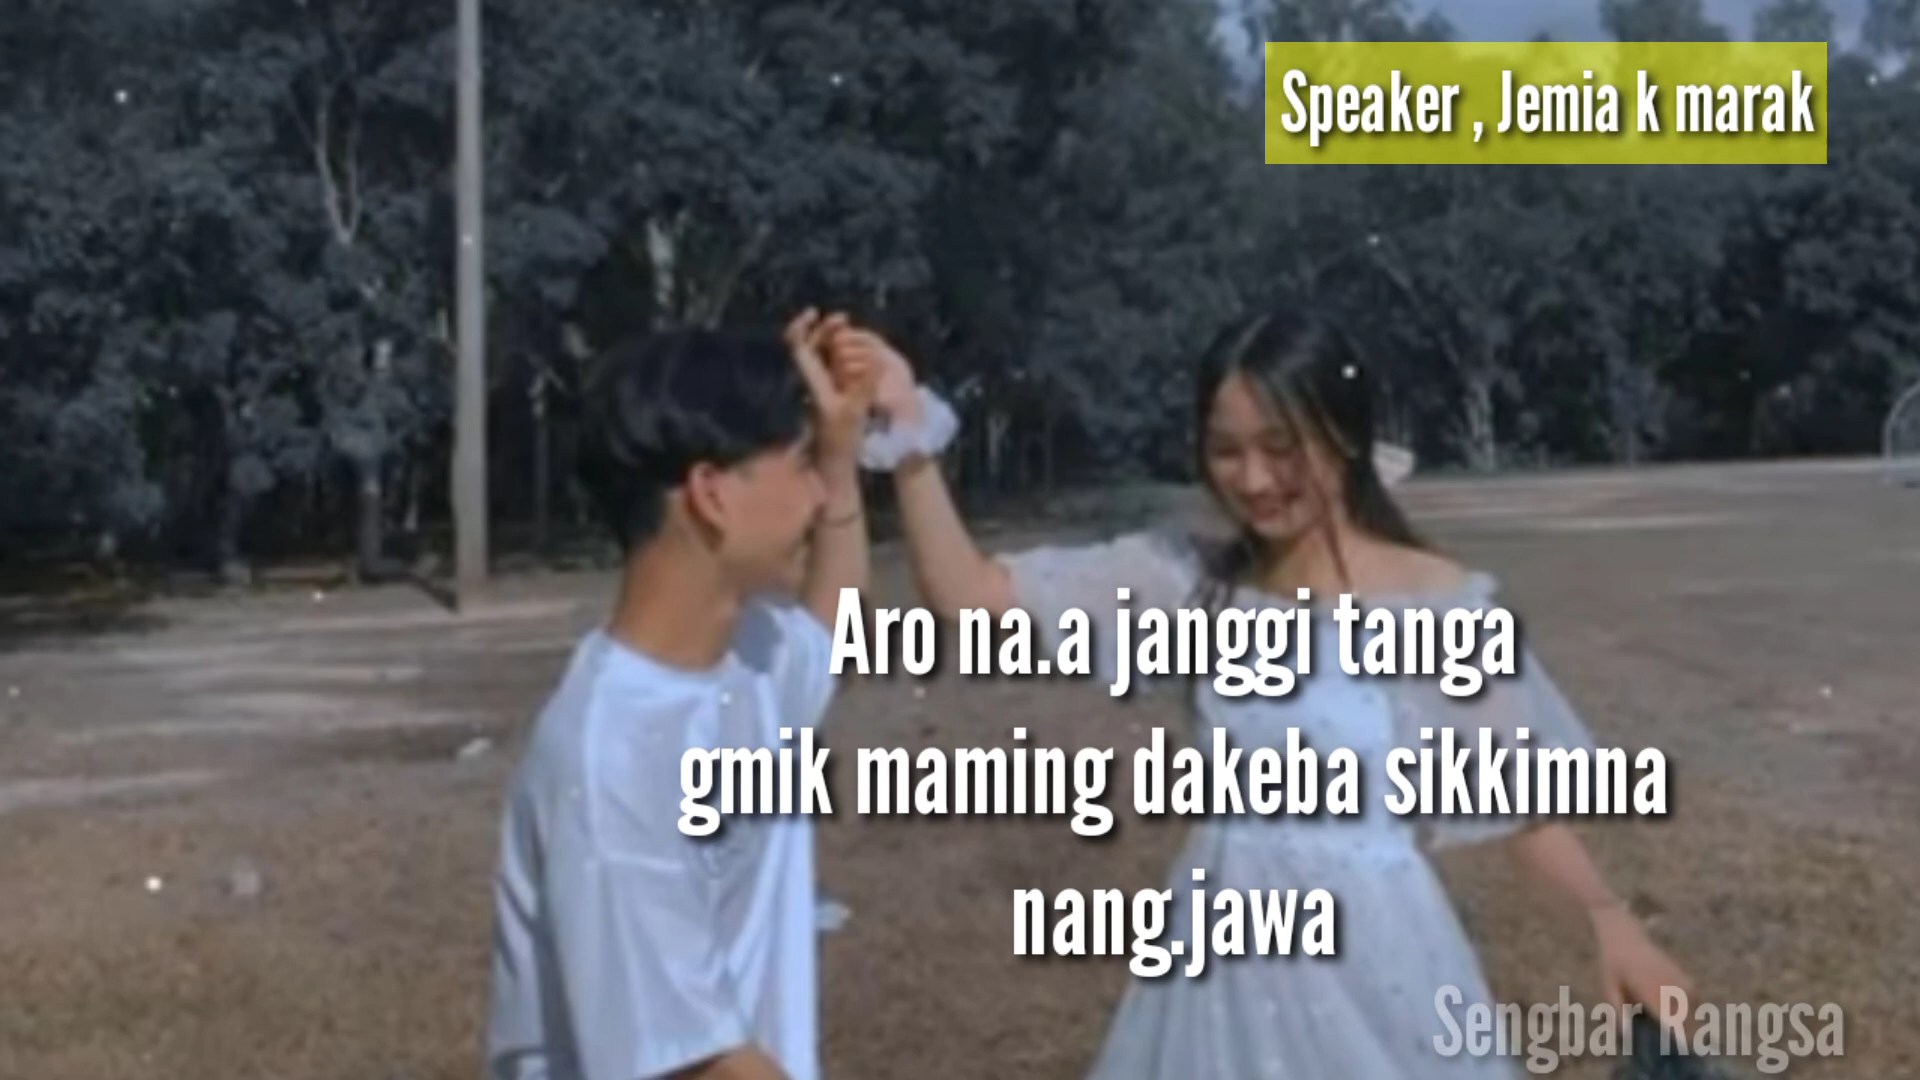 Speaker , Jemia k marak
Aro na.a janggi tanga
gmik maming dakeba sikkimna
nang.jawa
Sengbar Rangsa